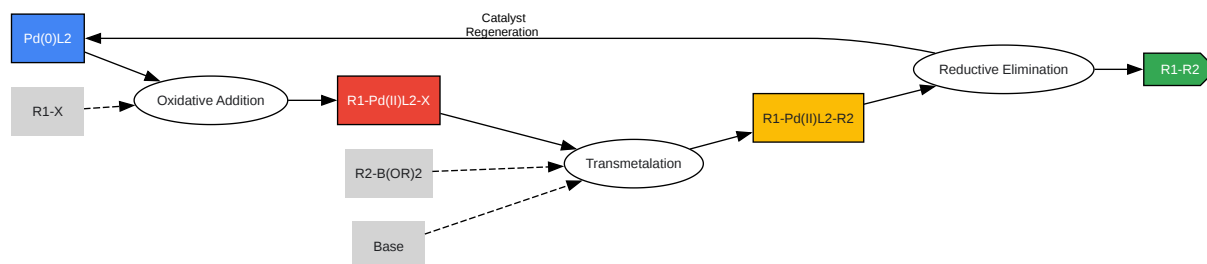 Catalyst
Regeneration
Pd(0)L2
R1-X
Oxidative Addition
R1-Pd(II)L2-X
R2-B(OR)2
Base
Transmetalation
R1-Pd(II)L2-R2
Reductive Elimination
R1-R2